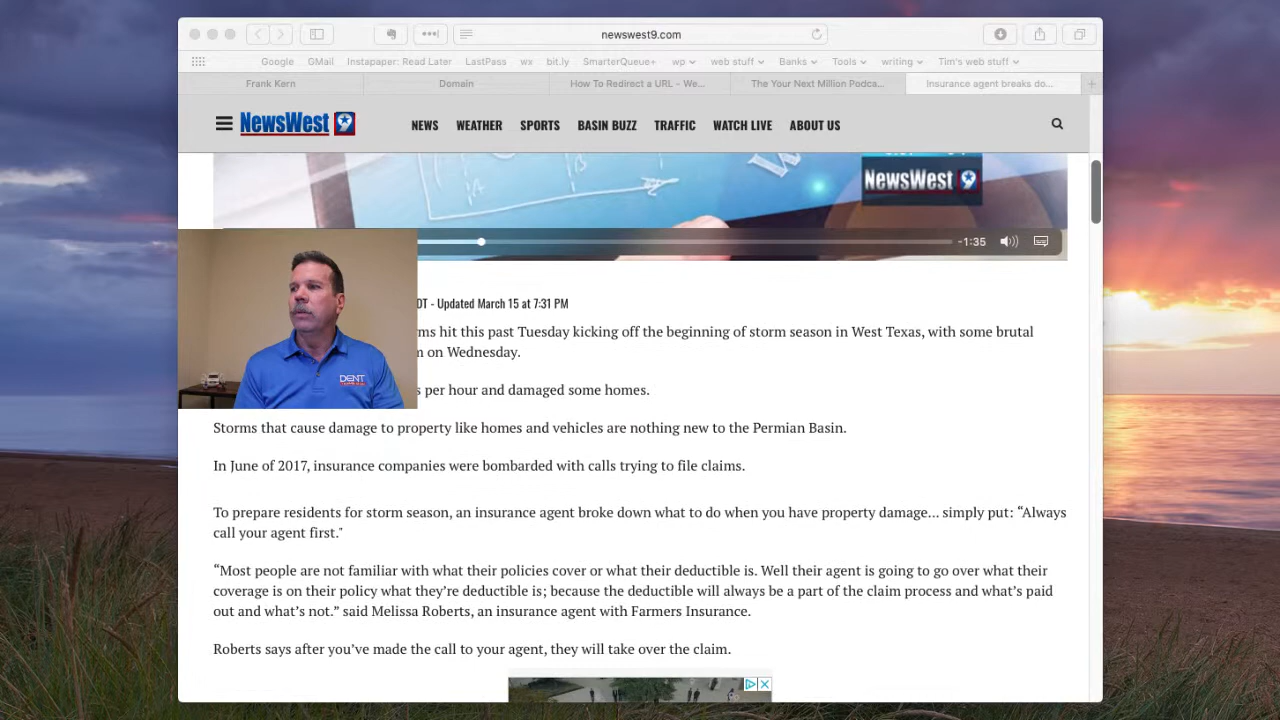 newswest9.com
Google GMail Instapaper: Read Later LastPass wx bit.ly SmarterQueue+ wp web stuff Banks Tools writing Tim's web stuff
Frank Kern Domain How To Redirect a URL - We... The Your Next Million Podca... Insurance agent breaks do...
NewsWest 9 NEWS WEATHER SPORTS BASIN BUZZ TRAFFIC WATCH LIVE ABOUT US
NewsWest 9
-1:35
DT - Updated March 15 at 7:31 PM
ms hit this past Tuesday kicking off the beginning of storm season in West Texas, with some brutal
on Wednesday.
per hour and damaged some homes.
DENT
Storms that cause damage to property like homes and vehicles are nothing new to the Permian Basin.
In June of 2017, insurance companies were bombarded with calls trying to file claims.
To prepare residents for storm season, an insurance agent broke down what to do when you have property damage... simply put: “Always
call your agent first."
“Most people are not familiar with what their policies cover or what their deductible is. Well their agent is going to go over what their
coverage is on their policy what they’re deductible is; because the deductible will always be a part of the claim process and what’s paid
out and what’s not.” said Melissa Roberts, an insurance agent with Farmers Insurance.
Roberts says after you’ve made the call to your agent, they will take over the claim.